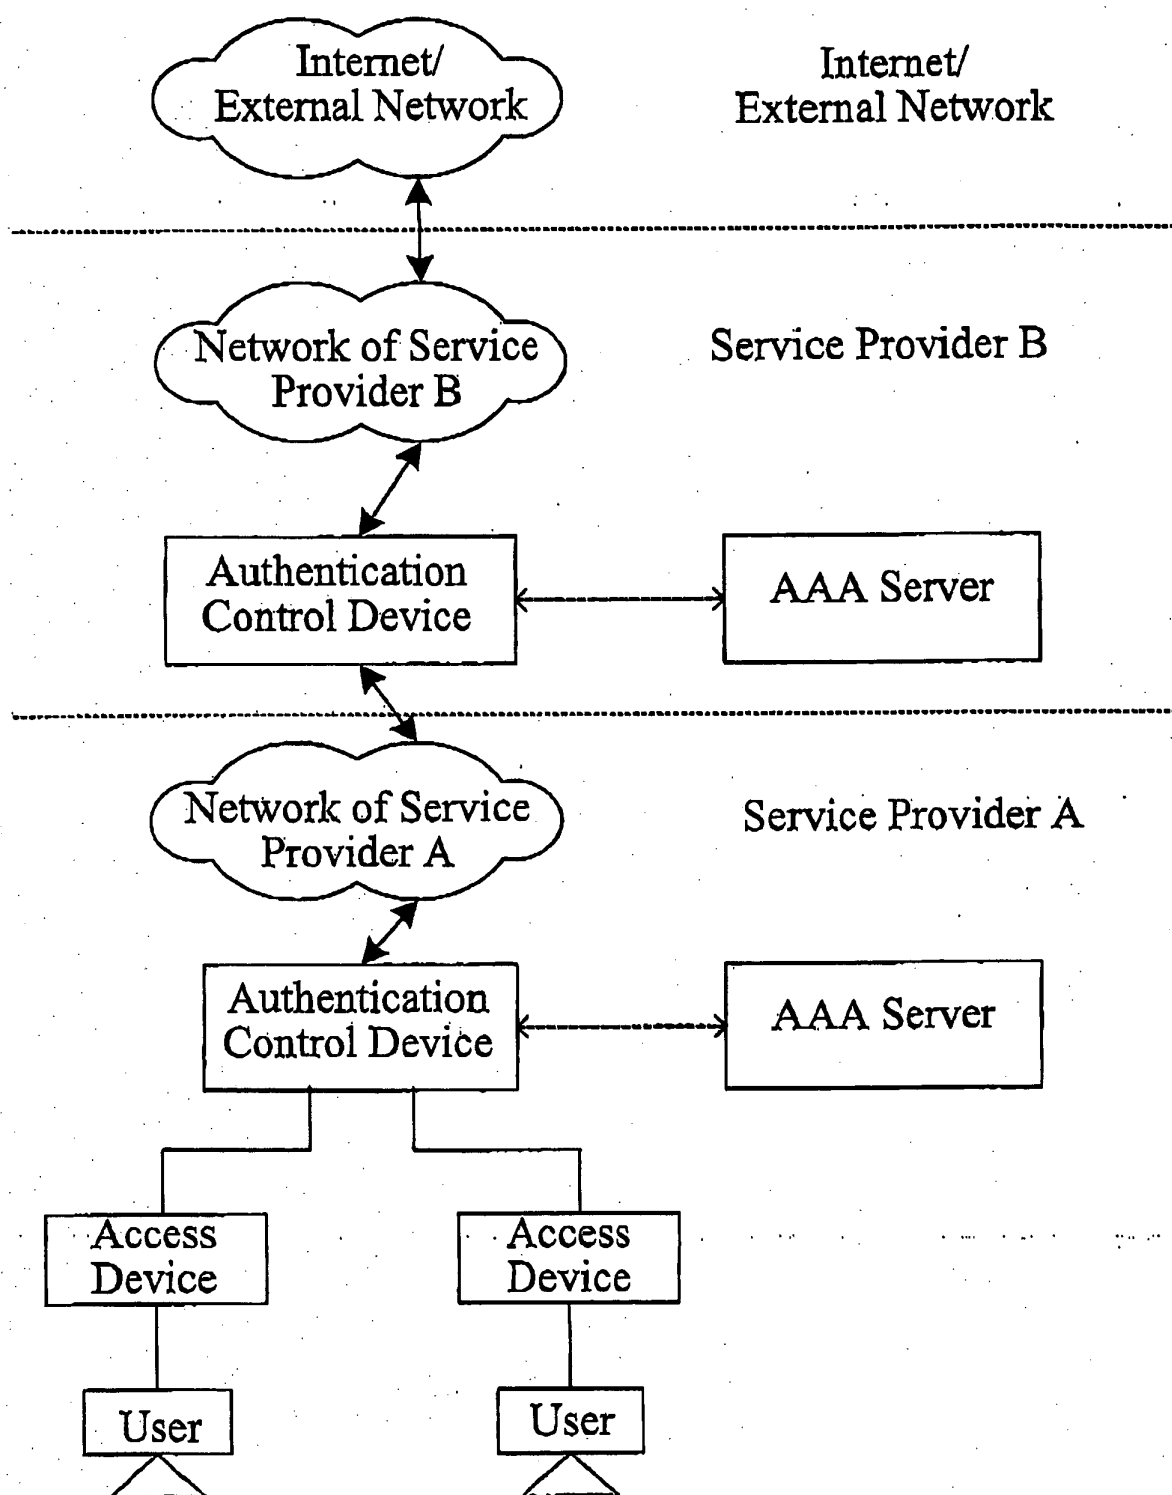 Internet/
External Network
Internet/
External Network
Network of Service
Provider B
Service Provider B
Authentication
Control Device
AAA Server
Network of Service
Provider A
Service Provider A
Authentication
Control Device
AAA Server
Access
Device
Access
Device
User
User